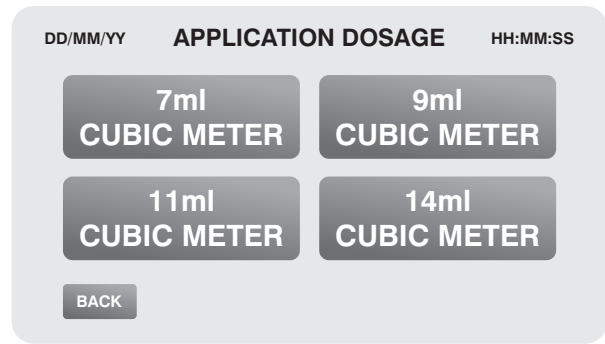 DD/MM/YY APPLICATION DOSAGE HH:MM:SS
7ml
CUBIC METER
9ml
CUBIC METER
11ml
CUBIC METER
14ml
CUBIC METER
BACK